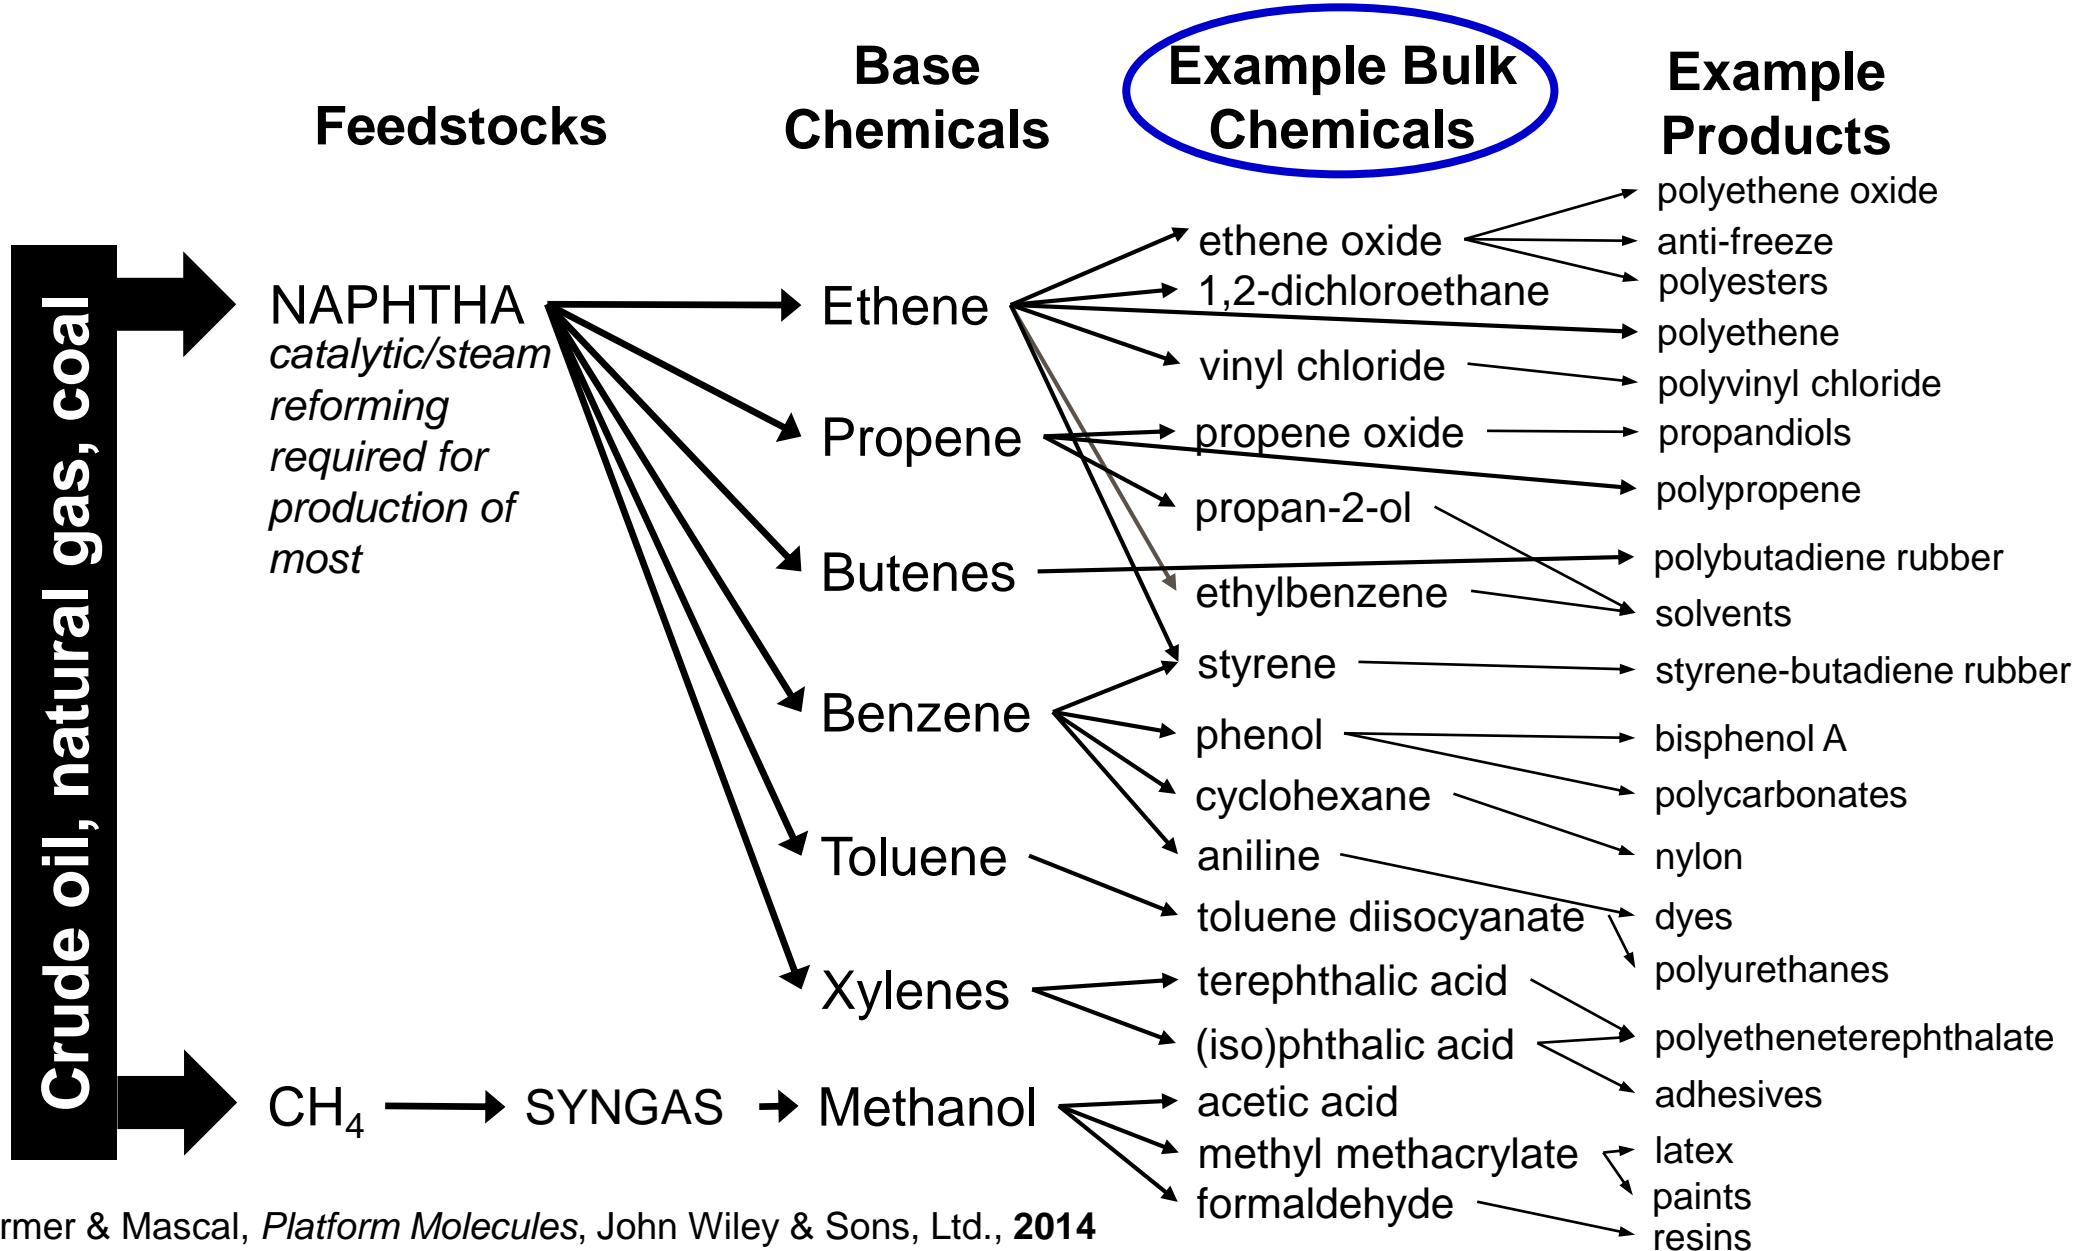 Feedstocks
Base
Chemicals
Example Bulk
Chemicals
Example
Products
Crude oil, natural gas, coal
NAPHTHA
catalytic/steam
reforming
required for
production of
most
CH4
SYNGAS
Ethene
Propene
Butenes
Benzene
Toluene
Xylenes
Methanol
ethene oxide
1,2-dichloroethane
vinyl chloride
propene oxide
propan-2-ol
ethylbenzene
styrene
phenol
cyclohexane
aniline
toluene diisocyanate
terephthalic acid
(iso)phthalic acid
acetic acid
methyl methacrylate
formaldehyde
polyethene oxide
anti-freeze
polyesters
polyethene
polyvinyl chloride
propandiols
polypropene
polybutadiene rubber
solvents
styrene-butadiene rubber
bisphenol A
polycarbonates
nylon
dyes
polyurethanes
polyetheneterephthalate
adhesives
latex
paints
resins
rmer & Mascal, Platform Molecules, John Wiley & Sons, Ltd., 2014